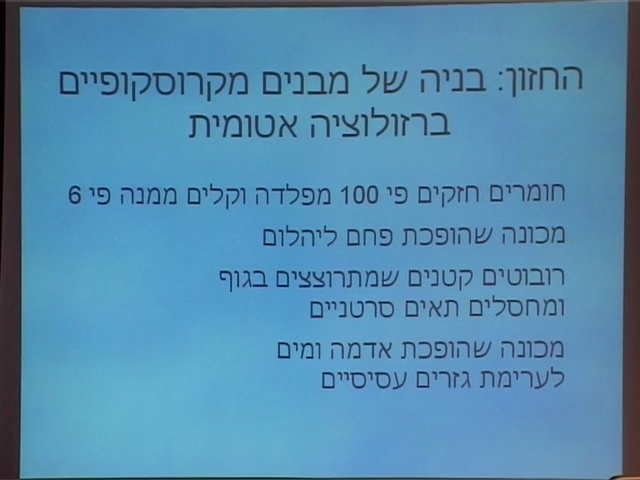 החזון: בניה של מבנים מקרוסקופיים
ברזולוציה אטומית
חומרים חזקים פי 100 מפלדה וקלים ממנה פי 6
מכונה שהופכת פחם ליהלום
רובוטים קטנים שמתרוצצים בגוף
ומחסלים תאים סרטניים
מכונה שהופכת אדמה ומים
לערימת גזרים עסיסיים